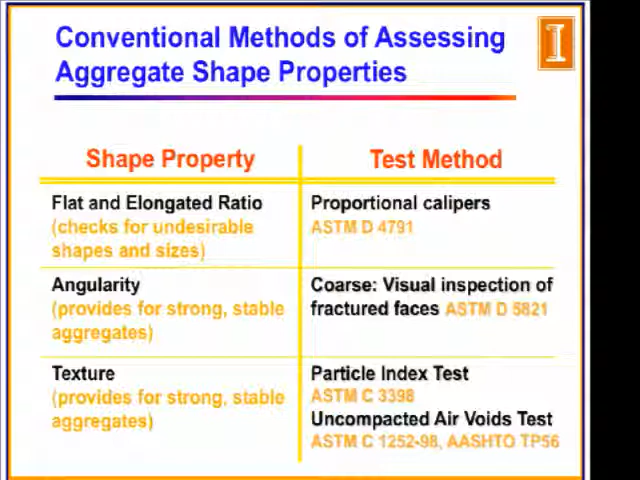 Conventional Methods of Assessing
Aggregate Shape Properties
I
Shape Property
Test Method
Flat and Elongated Ratio
(checks for undesirable
shapes and sizes)
Proportional calipers
ASTM D 4791
Angularity
(provides for strong, stable
aggregates)
Coarse: Visual inspection of
fractured faces ASTM D 5821
Texture
(provides for strong, stable
aggregates)
Particle Index Test
ASTM C 3398
Uncompacted Air Voids Test
ASTM C 1252-98, AASHTO TP56